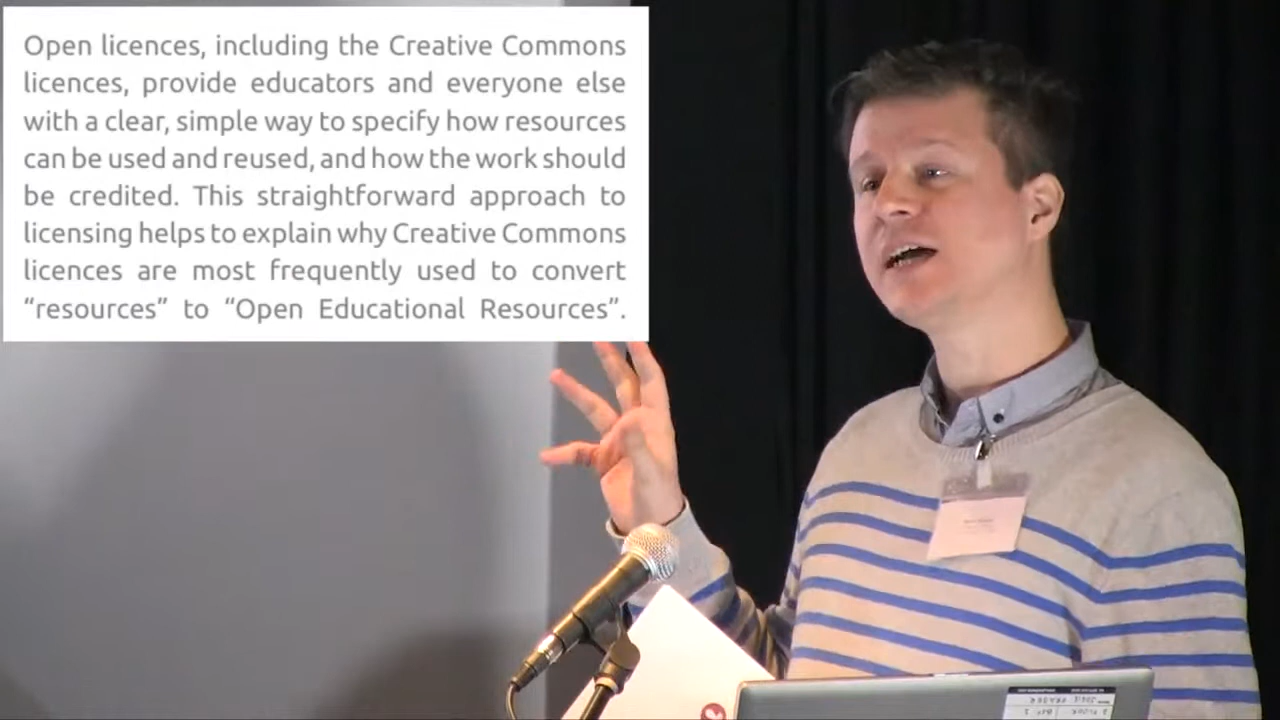 Open licences, including the Creative Commons
licences, provide educators and everyone else
with a clear, simple way to specify how resources
can be used and reused, and how the work should
be credited. This straightforward approach to
licensing helps to explain why Creative Commons
licences are most frequently used to convert
“resources” to “Open Educational Resources”.